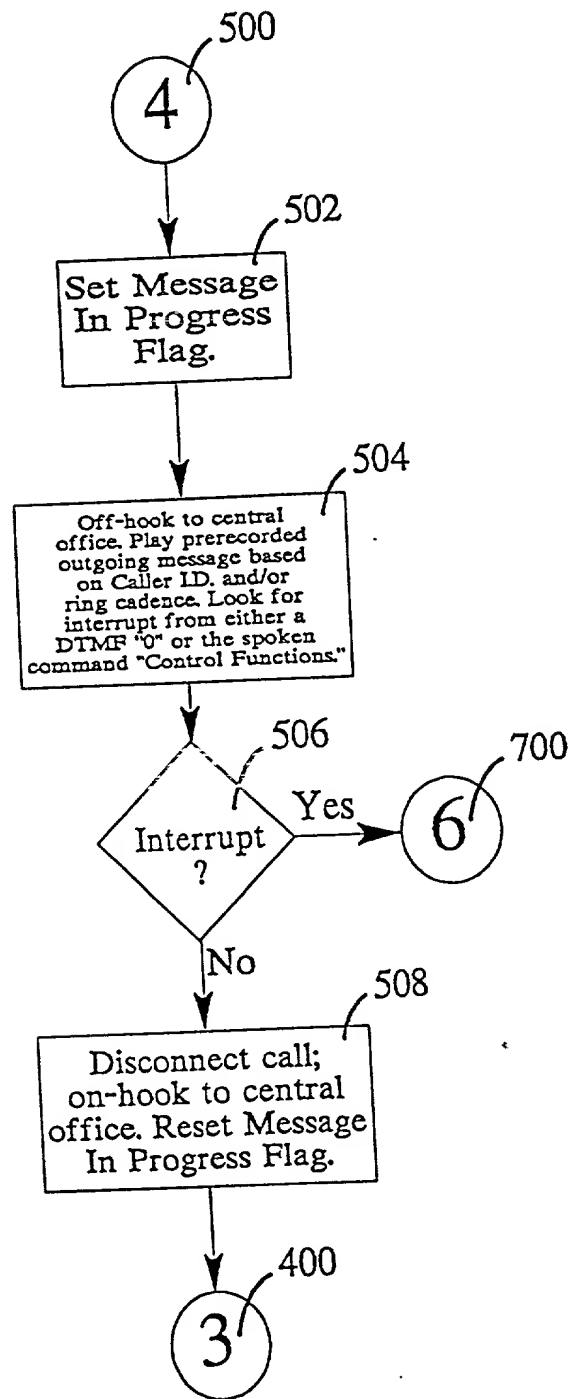 500
4
502
Set Message
In Progress
Flag.
504
Off-hook to central
office. Play prerecorded
outgoing message based
on Caller I.D. and/or
ring cadence. Look for
interrupt from either a
DTMF "0" or the spoken
command "Control Functions."
506
700
Yes
6
Interrupt
?
No
508
Disconnect call;
on-hook to central
office. Reset Message
In Progress Flag.
400
3